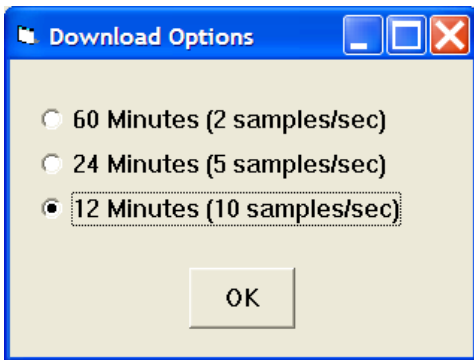 Download Options
60 Minutes (2 samples/sec)
24 Minutes (5 samples/sec)
12 Minutes (10 samples/sec)
OK